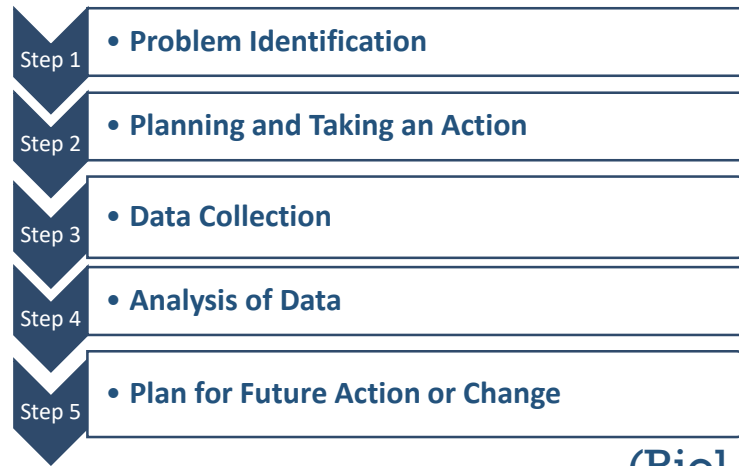 Step 1
• Problem Identification
Step 2
• Planning and Taking an Action
Step 3
• Data Collection
Step 4
• Analysis of Data
Step 5
• Plan for Future Action or Change